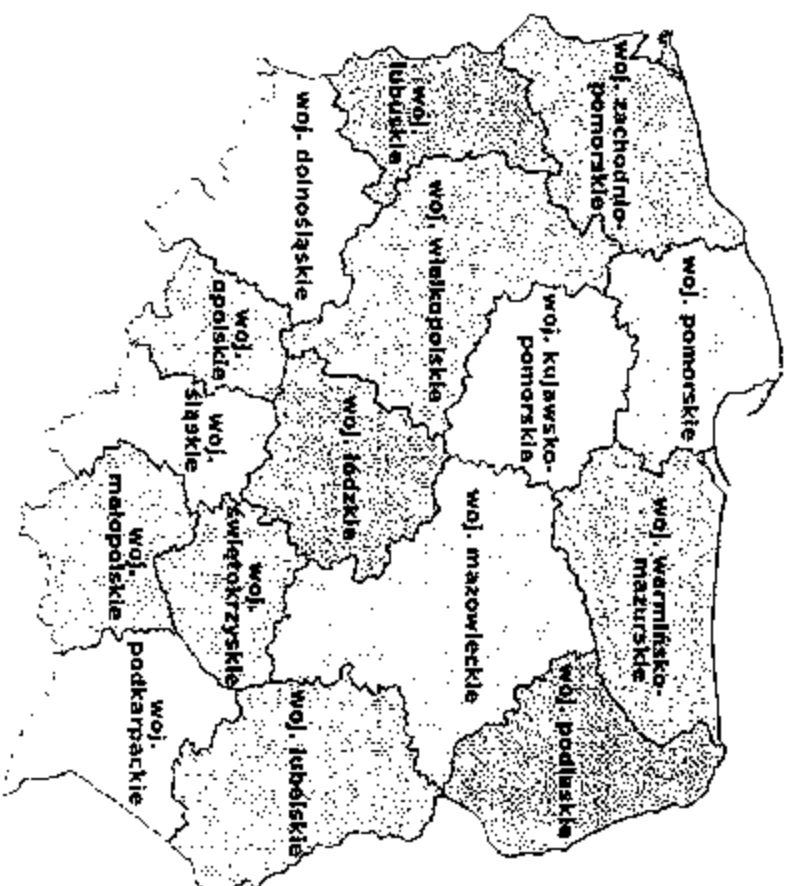 woj. pomorskie
woj. warmińsko-
mazurskie
woj. zachodnio-
pomorskie
woj. kujawsko-
pomorskie
woj. podlaskie
woj. mazowieckie
woj. wielkopolskie
woj.
lubuskie
woj. łódzkie
woj. dolnośląskie
woj. lubelskie
woj.
świętokrzyskie
woj.
opolskie
woj.
śląskie
woj.
podkarpackie
woj.
małopolskie